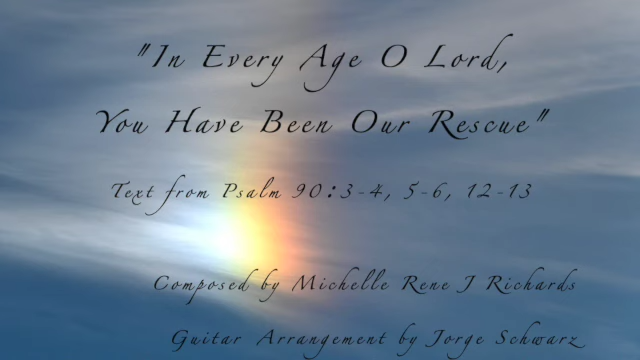 "In Every Age O Lord,
You Have Been Our Rescue"
Text from Psalm 90:3-4, 5-6, 12-13
Composed by Michelle Rene J Richards
Guitar Arrangement by Jorge Schwarz